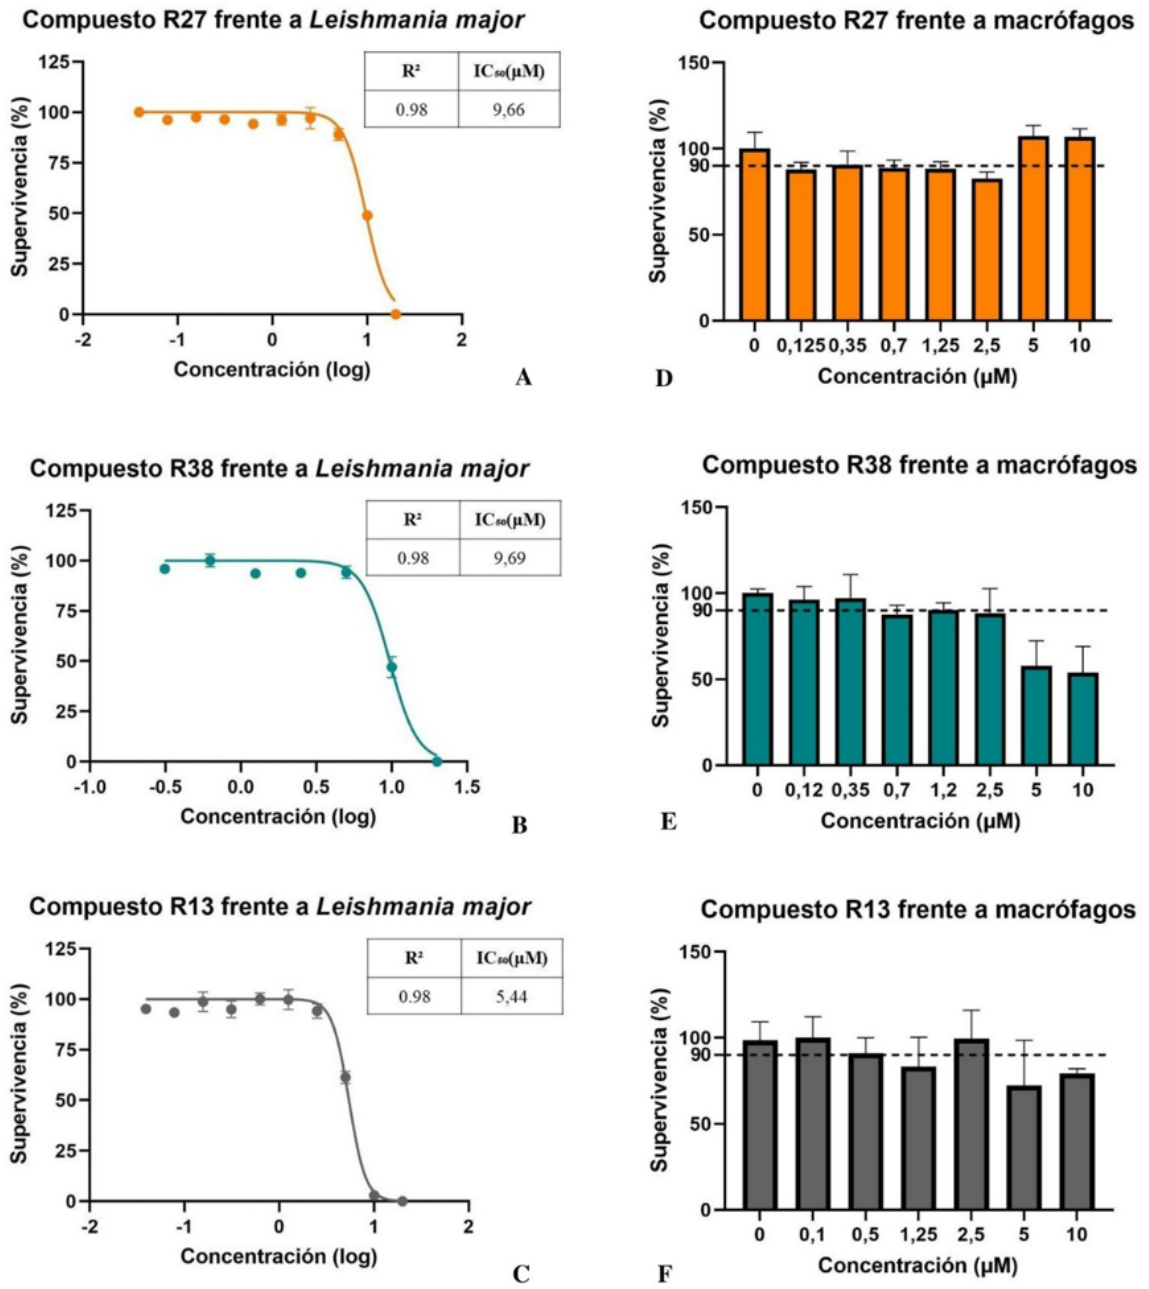 Compuesto R27 frente a Leishmania major
R² IC₅₀(µM)
0.98 9,66
125
100
75
50
25
0
Supervivencia (%)
-2 -1 0 1 2
Concentración (log)
A
Compuesto R27 frente a macrófagos
150
100
90
50
0
Supervivencia (%)
0 0,125 0,35 0,7 1,25 2,5 5 10
Concentración (µM)
D
Compuesto R38 frente a Leishmania major
R² IC₅₀(µM)
0.98 9,69
125
100
75
50
25
0
Supervivencia (%)
-1.0 -0.5 0.0 0.5 1.0 1.5
Concentración (log)
B
Compuesto R38 frente a macrófagos
150
100
90
50
0
Supervivencia (%)
0 0,12 0,35 0,7 1,2 2,5 5 10
Concentración (µM)
E
Compuesto R13 frente a Leishmania major
R² IC₅₀(µM)
0.98 5,44
125
100
75
50
25
0
Supervivencia (%)
-2 -1 0 1 2
Concentración (log)
C
Compuesto R13 frente a macrófagos
150
100
90
50
0
Supervivencia (%)
0 0,1 0,5 1,25 2,5 5 10
Concentración (µM)
F